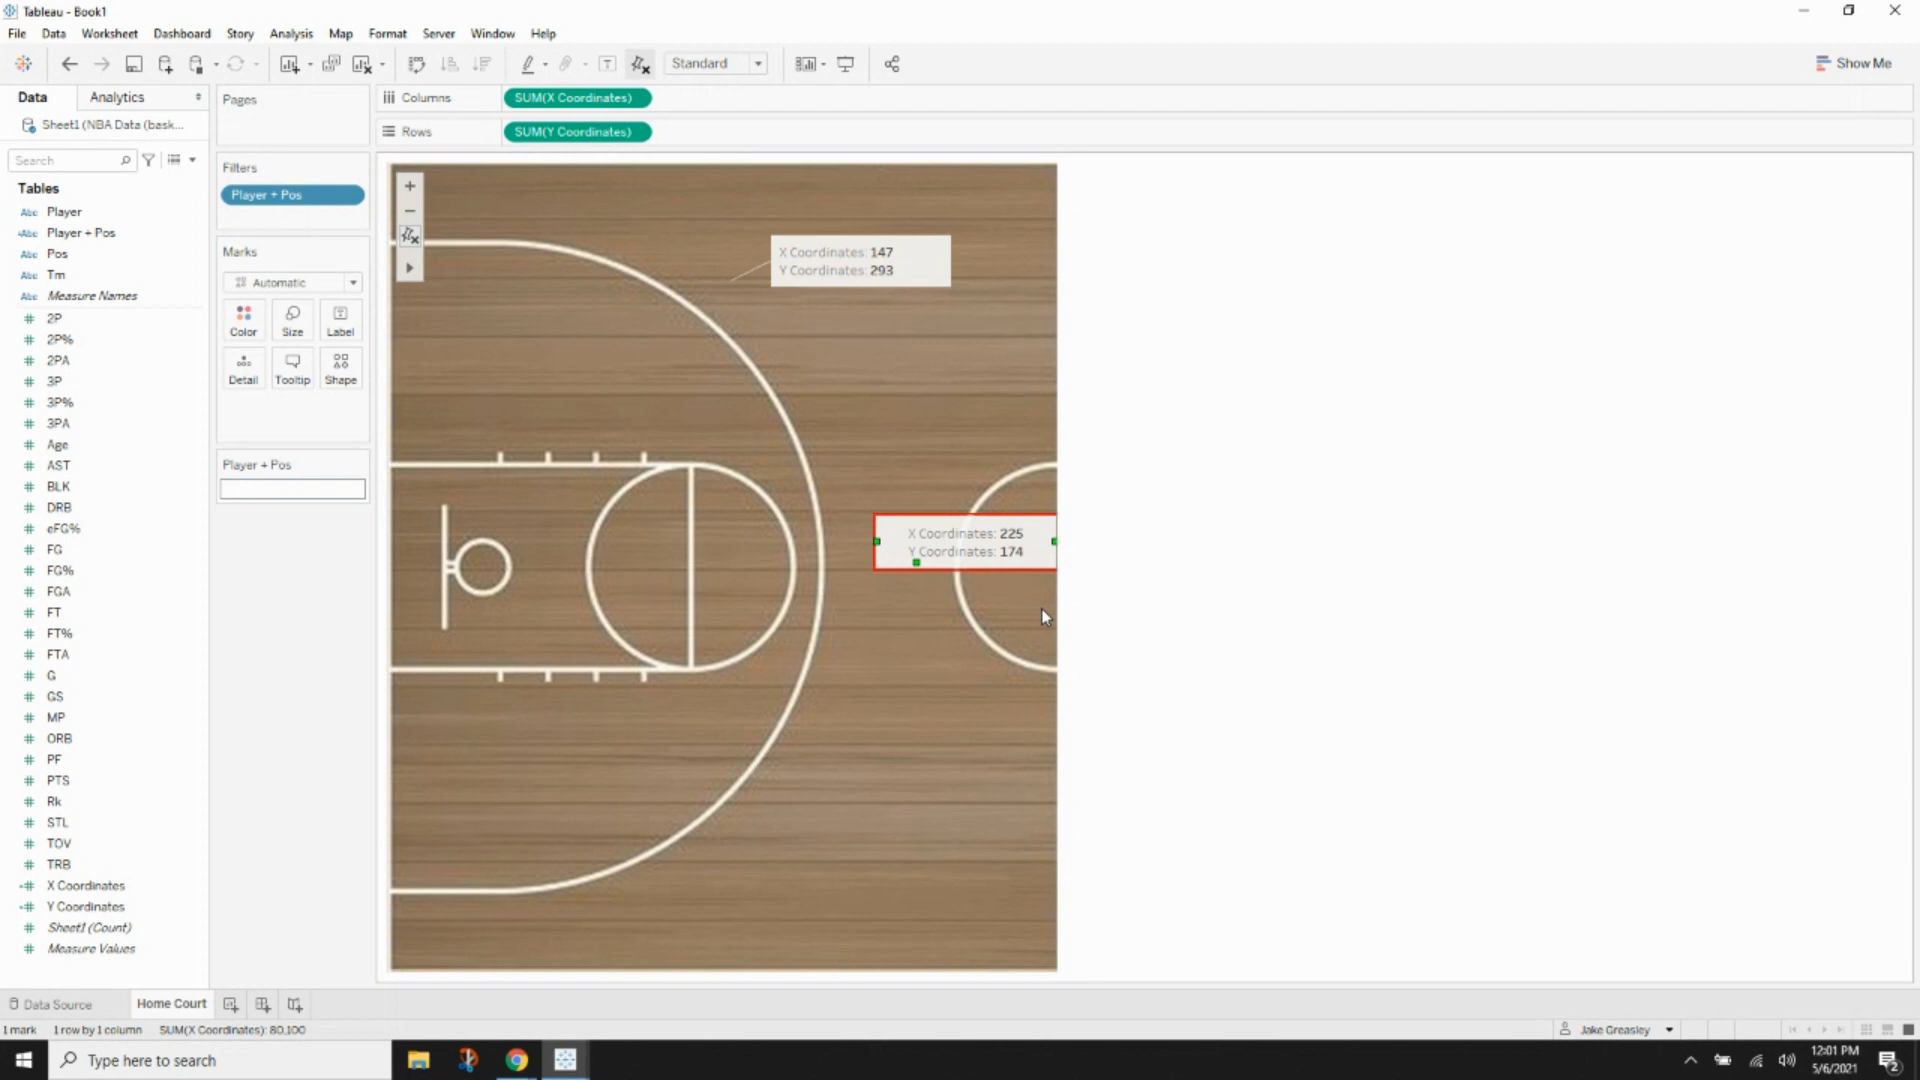 Tableau - Book1
File Data Worksheet Dashboard Story Analysis Map Format Server Window Help
Standard
Show Me
Data Analytics
Sheet1 (NBA Data (bask...
Search
Tables
Abc Player
Abc Player + Pos
Abc Pos
Abc Tm
Abc Measure Names
# 2P
# 2P%
# 2PA
# 3P
# 3P%
# 3PA
# Age
# AST
# BLK
# DRB
# eFG%
# FG
# FG%
# FGA
# FT
# FT%
# FTA
# G
# GS
# MP
# ORB
# PF
# PTS
# Rk
# STL
# TOV
# TRB
# X Coordinates
# Y Coordinates
# Sheet1 (Count)
# Measure Values
Pages
Filters
Player + Pos
Marks
Automatic
Color Size Label
Detail Tooltip Shape
Player + Pos
Columns SUM(X Coordinates)
Rows SUM(Y Coordinates)
X Coordinates: 147
Y Coordinates: 293
X Coordinates: 225
Y Coordinates: 174
Data Source Home Court
1 mark 1 row by 1 column SUM(X Coordinates): 80,100
Jake Greasley
Type here to search
12:01 PM
5/6/2021
2